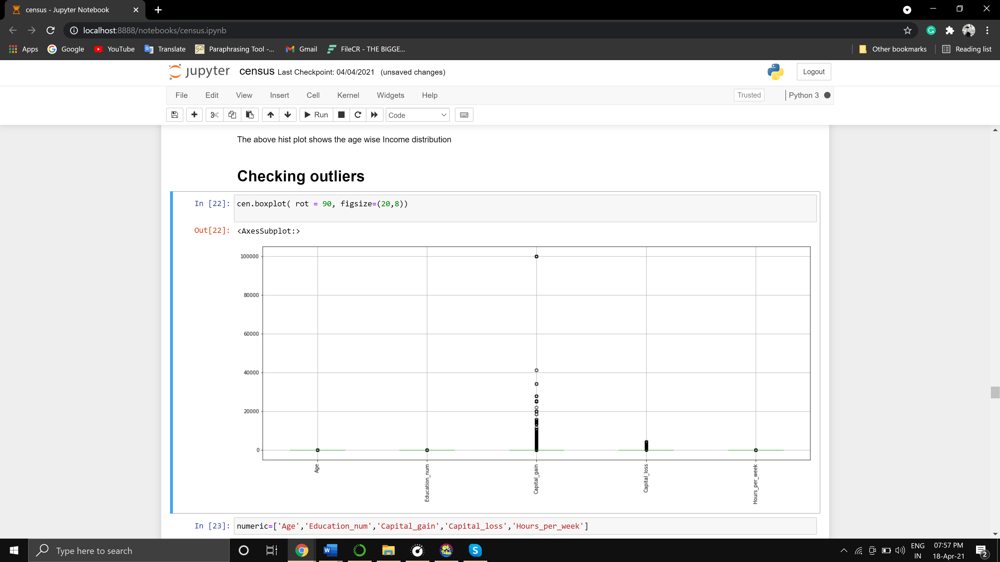 census - Jupyter Notebook
localhost:8888/notebooks/census.ipynb
Apps Google YouTube Translate Paraphrasing Tool -... Gmail FileCR - THE BIGGE... Other bookmarks Reading list
jupyter census Last Checkpoint: 04/04/2021 (unsaved changes) Logout
File Edit View Insert Cell Kernel Widgets Help Trusted Python 3
Run Code
The above hist plot shows the age wise Income distribution
Checking outliers
In [22]: cen.boxplot( rot = 90, figsize=(20,8))
Out[22]: <AxesSubplot:>
100000
80000
60000
40000
20000
0
Age
Education_num
Capital_gain
Capital_loss
Hours_per_week
In [23]: numeric=['Age','Education_num','Capital_gain','Capital_loss','Hours_per_week']
Type here to search
W
Ot Poke
S
ENG
IN
07:57 PM
18-Apr-21
2